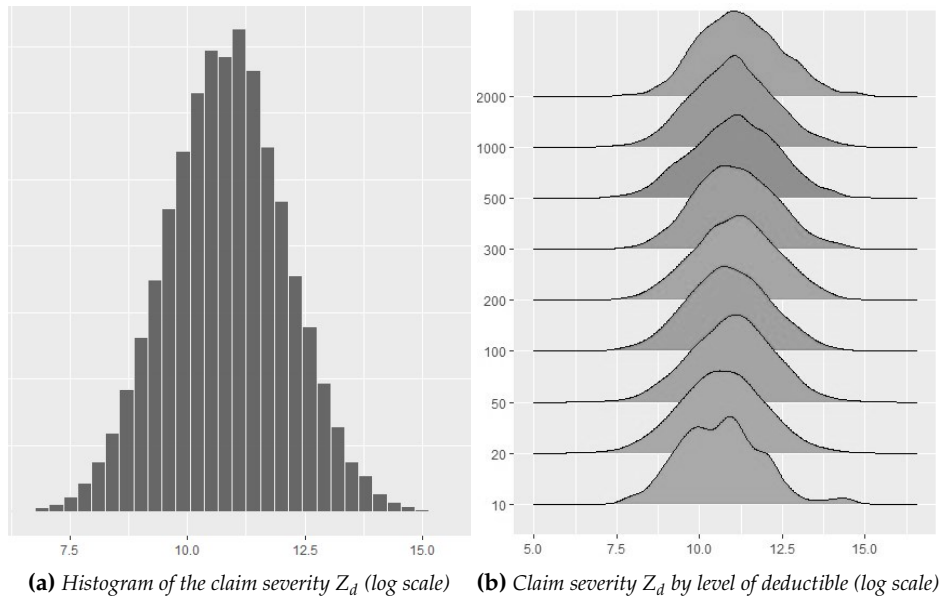 7.5 10.0 12.5 15.0
2000
1000
500
300
200
100
50
20
10
5.0 7.5 10.0 12.5 15.0
(a) Histogram of the claim severity Z_d (log scale)
(b) Claim severity Z_d by level of deductible (log scale)